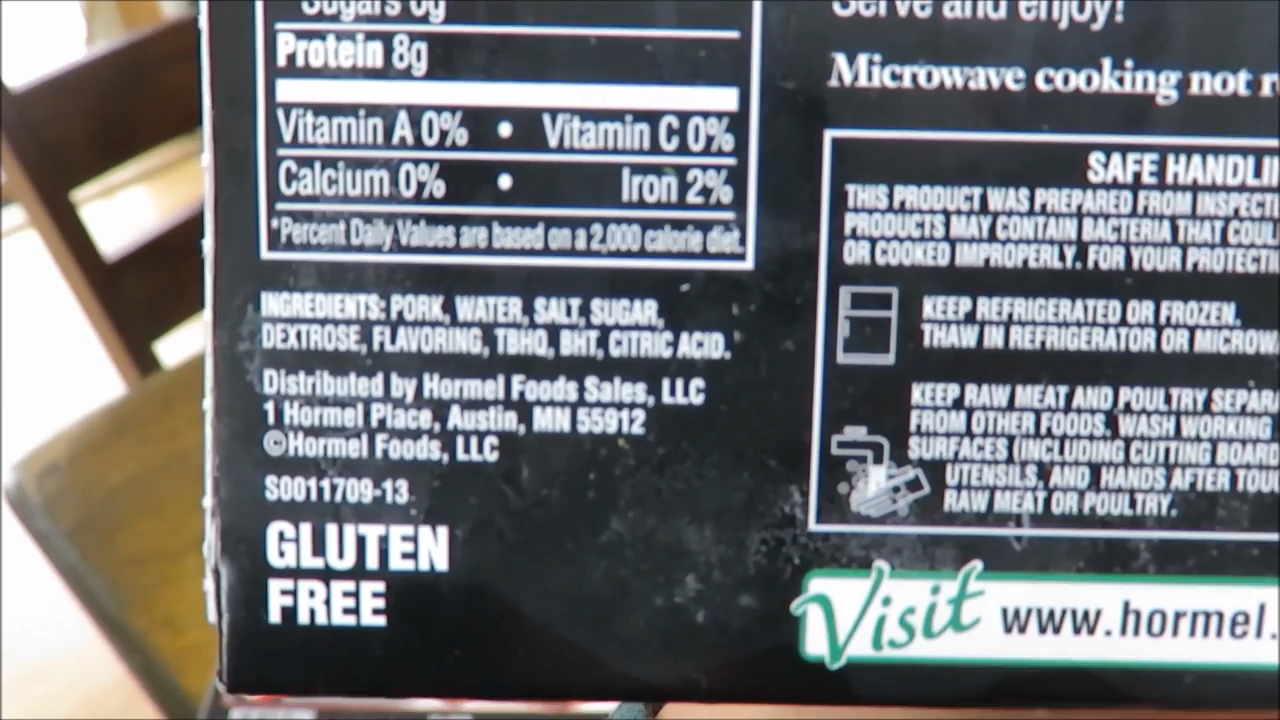 Sugars 0g
Protein 8g
Vitamin A 0% • Vitamin C 0%
Calcium 0% • Iron 2%
*Percent Daily Values are based on a 2,000 calorie diet.
INGREDIENTS: PORK, WATER, SALT, SUGAR,
DEXTROSE, FLAVORING, TBHQ, BHT, CITRIC ACID.
Distributed by Hormel Foods Sales, LLC
1 Hormel Place, Austin, MN 55912
©Hormel Foods, LLC
S0011709-13
GLUTEN
FREE
Serve and enjoy!
Microwave cooking not r
SAFE HANDLI
THIS PRODUCT WAS PREPARED FROM INSPECT
PRODUCTS MAY CONTAIN BACTERIA THAT COUL
OR COOKED IMPROPERLY. FOR YOUR PROTECTI
KEEP REFRIGERATED OR FROZEN.
THAW IN REFRIGERATOR OR MICROW
KEEP RAW MEAT AND POULTRY SEPARA
FROM OTHER FOODS. WASH WORKING
SURFACES (INCLUDING CUTTING BOARD
UTENSILS, AND HANDS AFTER TOU
RAW MEAT OR POULTRY.
Visit www.hormel.